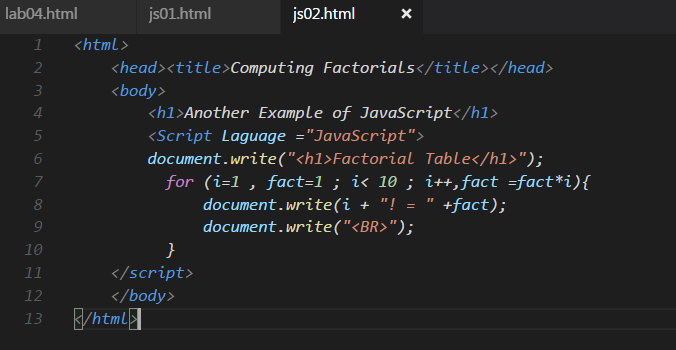 lab04.html js01.html js02.html ×
1 <html>
2 <head><title>Computing Factorials</title></head>
3 <body>
4 <h1>Another Example of JavaScript</h1>
5 <Script Laguage ="JavaScript">
6 document.write("<h1>Factorial Table</h1>");
7 for (i=1 , fact=1 ; i< 10 ; i++,fact =fact*i){
8 document.write(i + "! = " +fact);
9 document.write("<BR>");
10 }
11 </script>
12 </body>
13 </html>